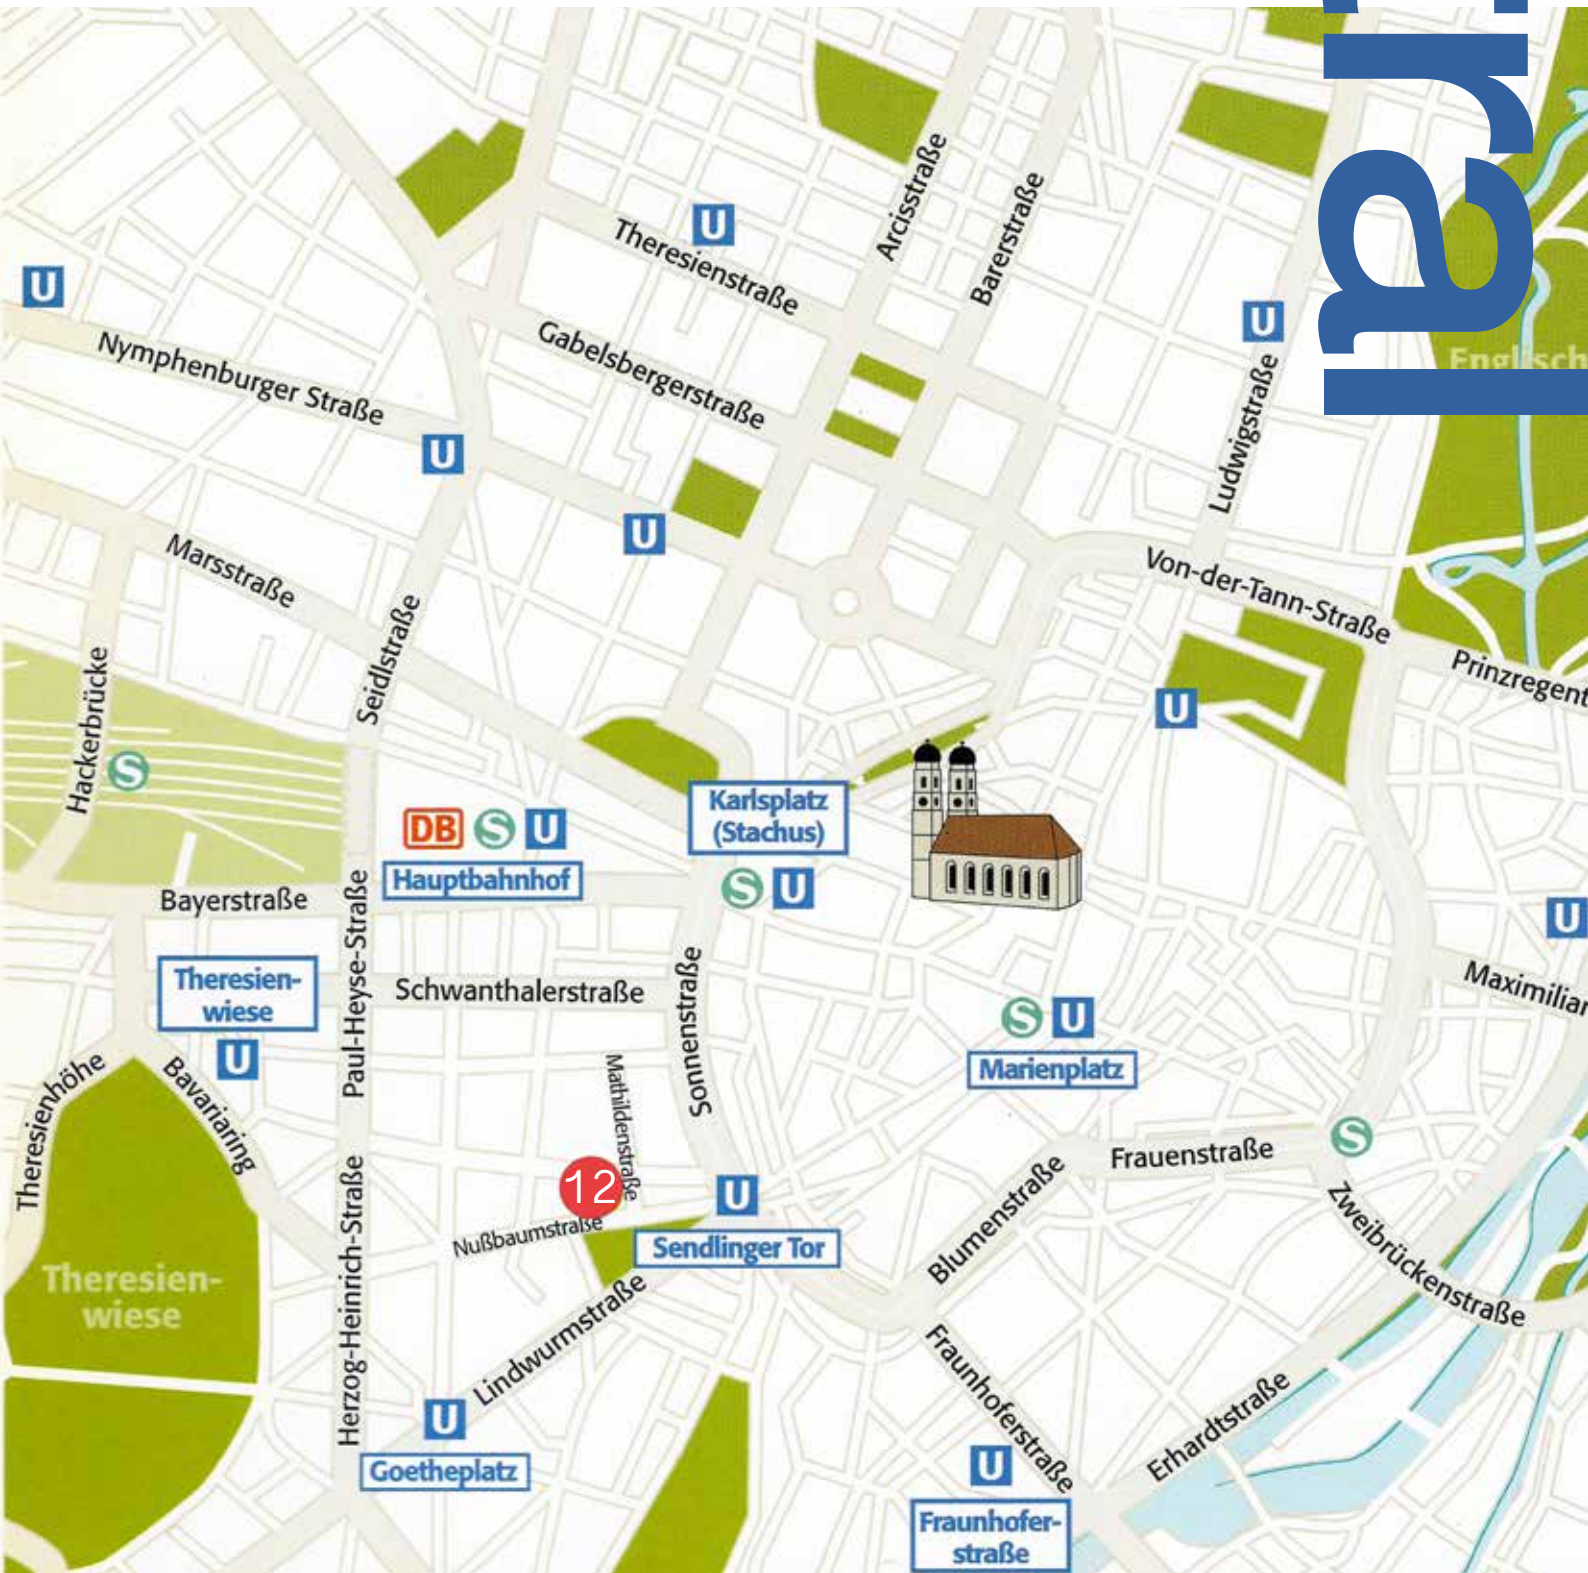 ral
U
Theresienstraße
Arcisstraße
Barerstraße
U
U
Nymphenburger Straße
Gabelsbergerstraße
Ludwigstraße
Englisch
U
U
Marsstraße
Von-der-Tann-Straße
Seidlstraße
Hackerbrücke
Prinzregent
U
S
Karlsplatz
(Stachus)
DB S U
Hauptbahnhof
S U
Bayerstraße
Paul-Heyse-Straße
U
Theresien-
wiese
U
Schwanthalerstraße
Sonnenstraße
Maximilian
S U
Marienplatz
Theresienhöhe
Bavariaring
Mathildenstraße
S
Frauenstraße
12
U
Sendlinger Tor
Nußbaumstraße
Blumenstraße
Zweibrückenstraße
Herzog-Heinrich-Straße
Theresien-
wiese
Lindwurmstraße
Fraunhoferstraße
Erhardtstraße
U
Goetheplatz
U
Fraunhofer-
straße